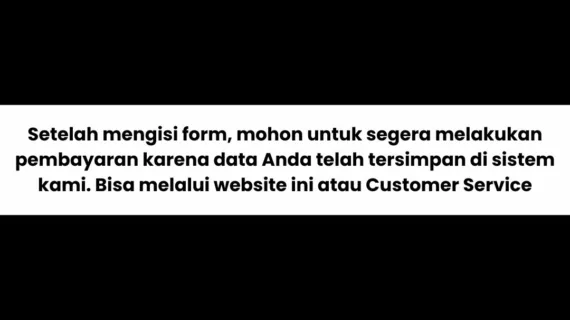 Setelah mengisi form, mohon untuk segera melakukan
pembayaran karena data Anda telah tersimpan di sistem
kami. Bisa melalui website ini atau Customer Service